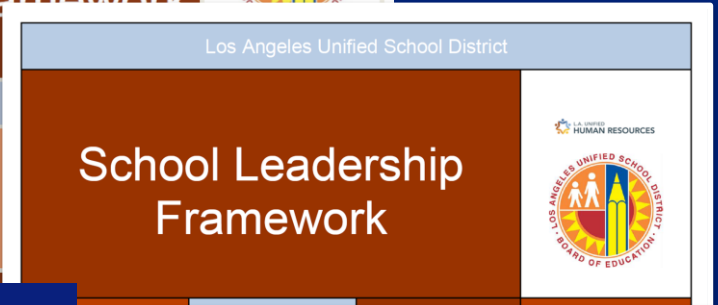 Los Angeles Unified School District
School Leadership
Framework
L.A. UNIFIED
HUMAN RESOURCES
LOS ANGELES UNIFIED SCHOOL DISTRICT
BOARD OF EDUCATION